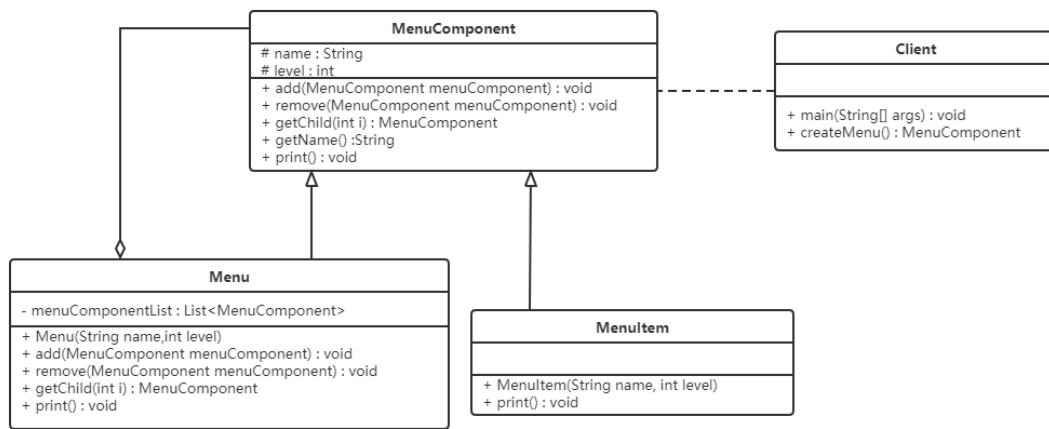 MenuComponent
# name : String
# level : int
+ add(MenuComponent menuComponent) : void
+ remove(MenuComponent menuComponent) : void
+ getChild(int i) : MenuComponent
+ getName() :String
+ print() : void
Client
+ main(String[] args) : void
+ createMenu() : MenuComponent
Menu
- menuComponentList : List<MenuComponent>
+ Menu(String name,int level)
+ add(MenuComponent menuComponent) : void
+ remove(MenuComponent menuComponent) : void
+ getChild(int i) : MenuComponent
+ print() : void
MenuItem
+ MenuItem(String name, int level)
+ print() : void